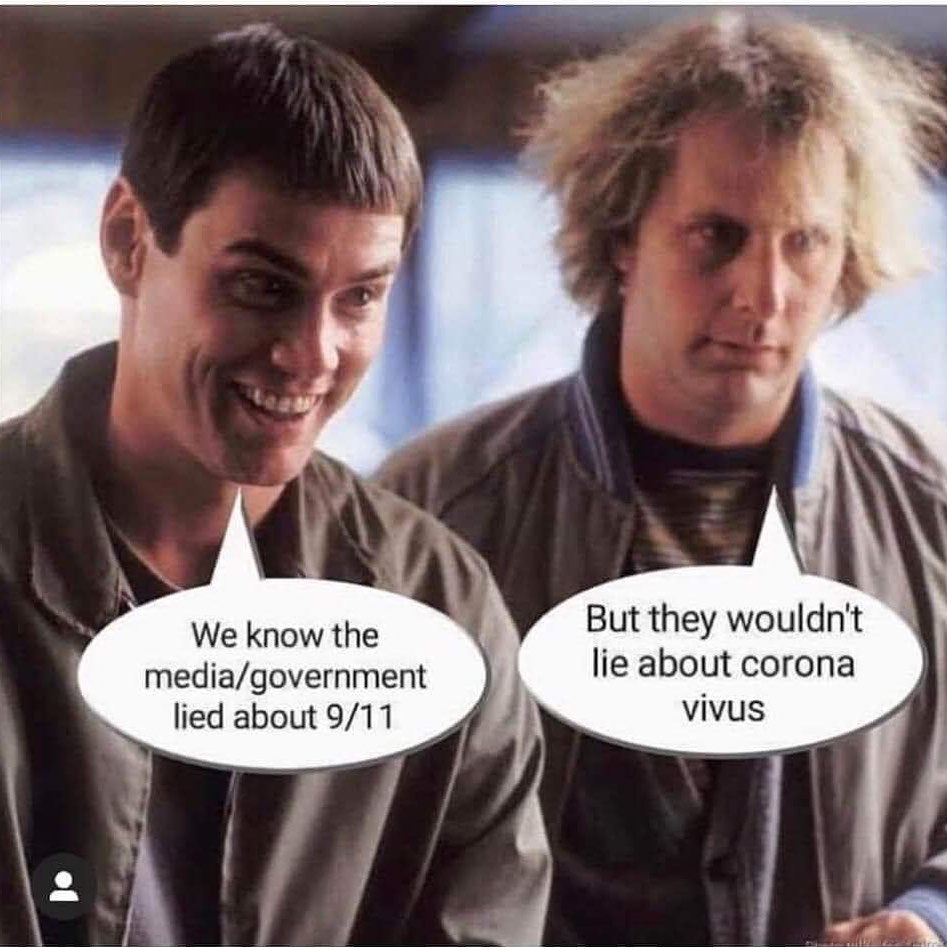 We know the
media/government
lied about 9/11
But they wouldn't
lie about corona
vivus